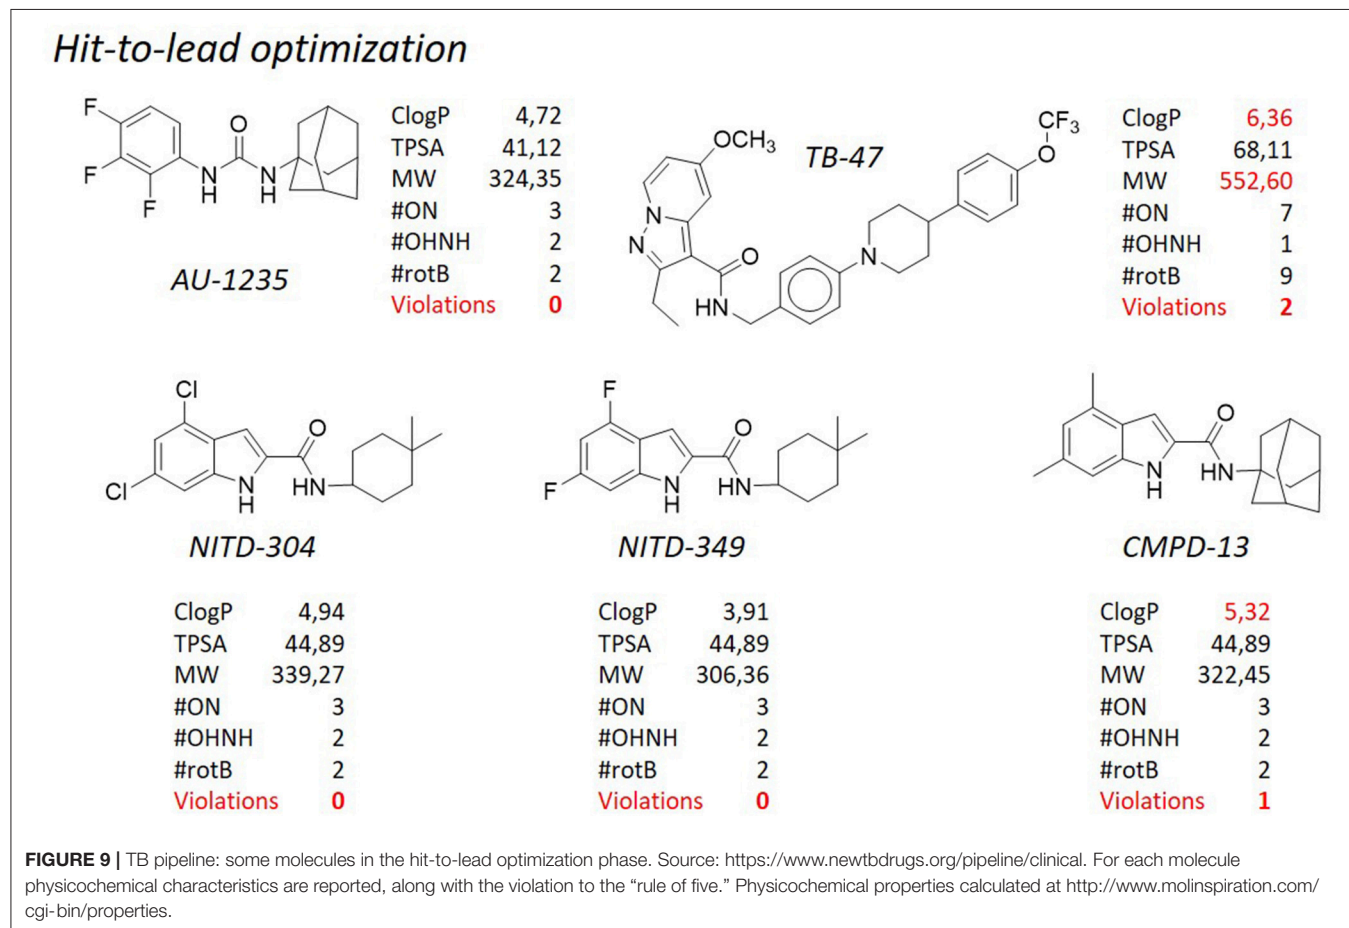 Hit-to-lead optimization
F
F
F
O
N
H
N
H
AU-1235
ClogP 4,72
TPSA 41,12
MW 324,35
#ON 3
#OHNH 2
#rotB 2
Violations 0
OCH3
N
N
O
HN
N
O
CF3
TB-47
ClogP 6,36
TPSA 68,11
MW 552,60
#ON 7
#OHNH 1
#rotB 9
Violations 2
Cl
Cl
O
N
H
HN
NITD-304
ClogP 4,94
TPSA 44,89
MW 339,27
#ON 3
#OHNH 2
#rotB 2
Violations 0
F
F
O
N
H
HN
NITD-349
ClogP 3,91
TPSA 44,89
MW 306,36
#ON 3
#OHNH 2
#rotB 2
Violations 0
O
N
H
HN
CMPD-13
ClogP 5,32
TPSA 44,89
MW 322,45
#ON 3
#OHNH 2
#rotB 2
Violations 1
FIGURE 9 | TB pipeline: some molecules in the hit-to-lead optimization phase. Source: https://www.newtbdrugs.org/pipeline/clinical. For each molecule
physicochemical characteristics are reported, along with the violation to the “rule of five.” Physicochemical properties calculated at http://www.molinspiration.com/
cgi-bin/properties.